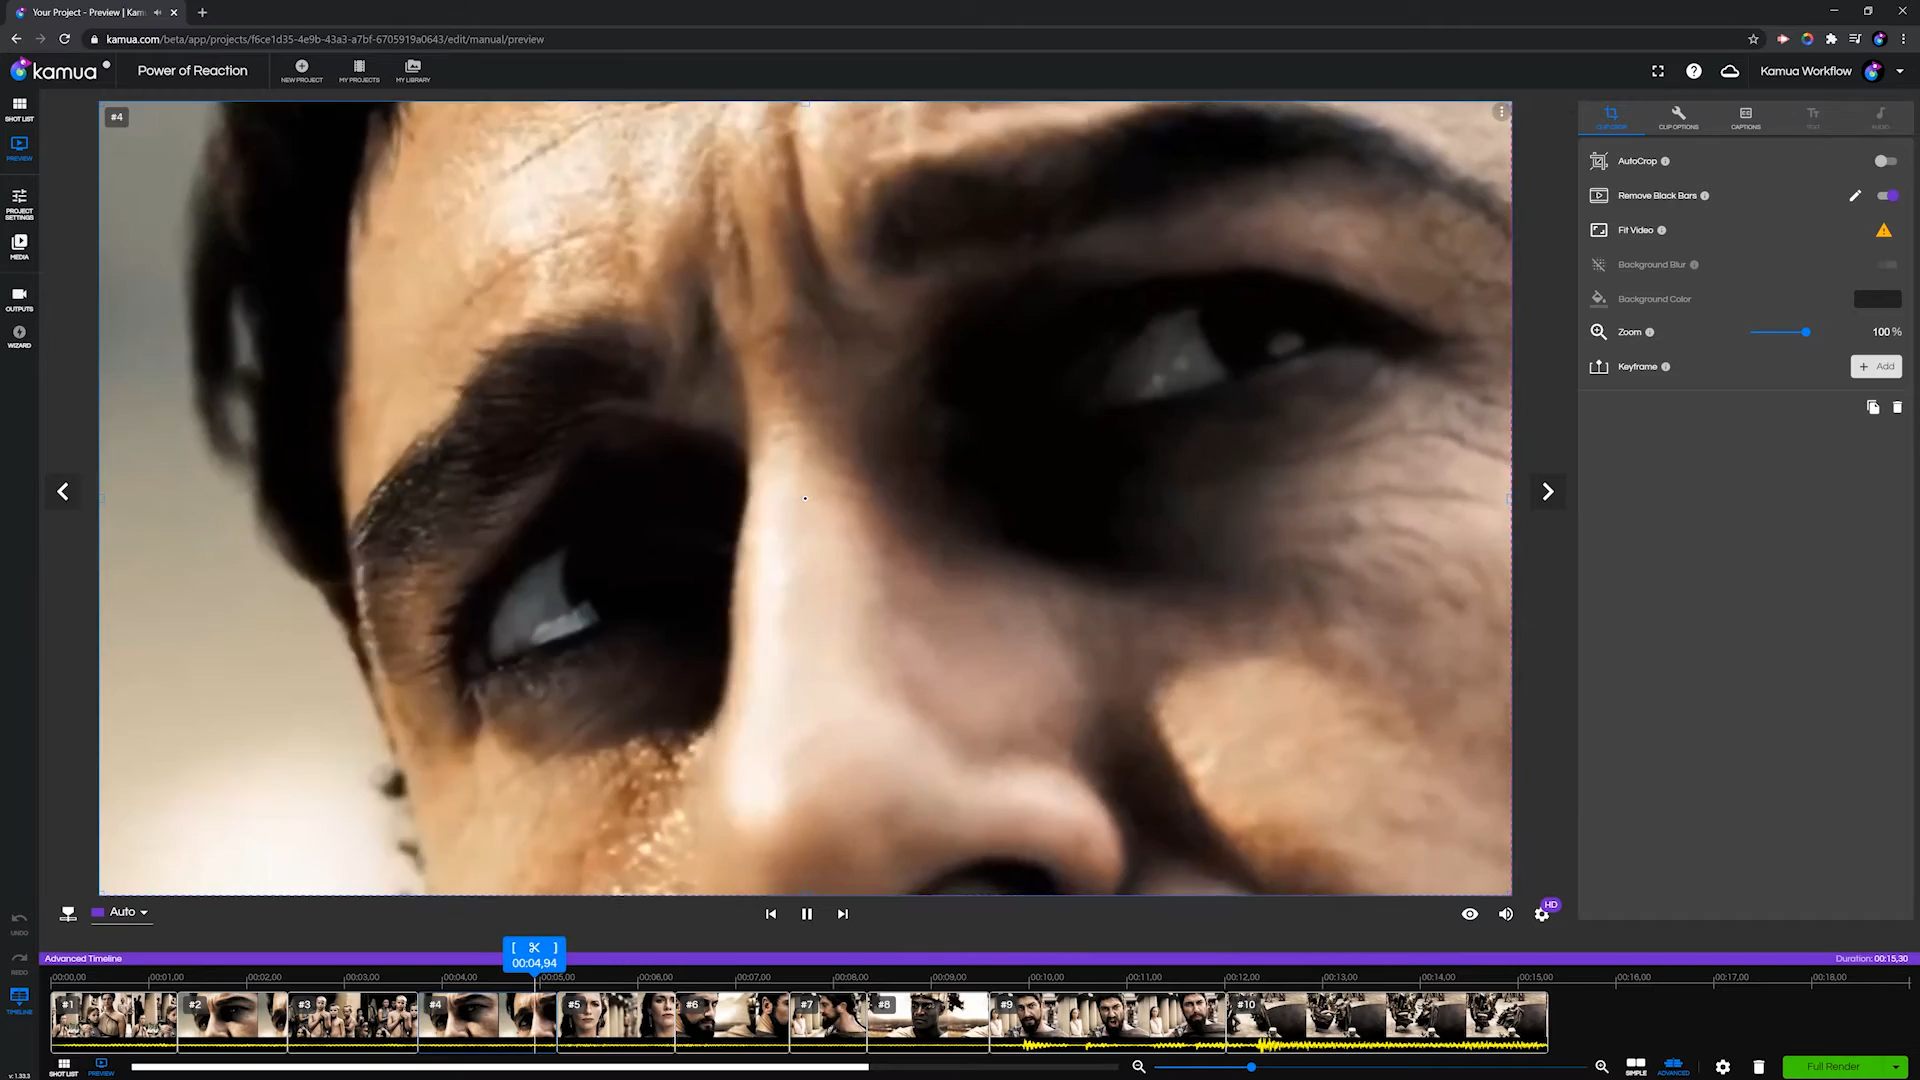 Your Project - Preview | Kam
kamua.com/beta/app/projects/f6ce1d35-4e9b-43a3-a7bf-6705919a0643/edit/manual/preview
kamua
Power of Reaction
NEW PROJECT
MY PROJECTS
MY LIBRARY
Kamua Workflow
SHOT LIST
PREVIEW
PROJECT SETTINGS
MEDIA
OUTPUTS
WIZARD
#4
CLIP CROP
CLIP OPTIONS
CAPTIONS
TEXT
AUDIO
AutoCrop
Remove Black Bars
Fit Video
Background Blur
Background Color
Zoom
100 %
Keyframe
+ Add
Auto
HD
UNDO
REDO
TIMELINE
v: 1.33.3
[ ]
00:04,94
Advanced Timeline
Duration: 00:15,30
00:00,00 00:01,00 00:02,00 00:03,00 00:04,00 00:05,00 00:06,00 00:07,00 00:08,00 00:09,00 00:10,00 00:11,00 00:12,00 00:13,00 00:14,00 00:15,00 00:16,00 00:17,00 00:18,00
#1 #2 #3 #4 #5 #6 #7 #8 #9 #10
SHOT LIST
PREVIEW
SIMPLE
ADVANCED
Full Render